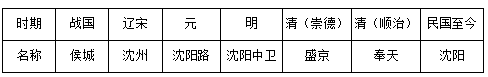 时期 战国 辽宋 元 明 清（崇德） 清（顺治） 民国至今
名称 侯城 沈州 沈阳路 沈阳中卫 盛京 奉天 沈阳